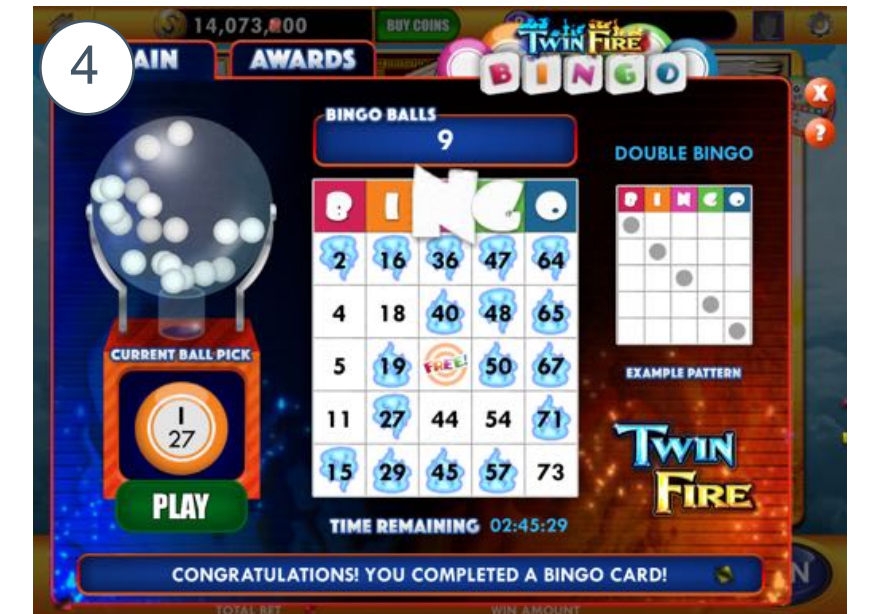 4
14,073,800
BUY COINS
AIN
AWARDS
TWIN FIRE
BINGO
X
?
BINGO BALLS
9
DOUBLE BINGO
B I N G O
2 16 36 47 64
4 18 40 48 65
5 19 FREE! 50 67
11 27 44 54 71
15 29 45 57 73
B I N G O
EXAMPLE PATTERN
CURRENT BALL PICK
I
27
PLAY
TWIN
FIRE
TIME REMAINING 02:45:29
CONGRATULATIONS! YOU COMPLETED A BINGO CARD!
N
TOTAL BET
WIN AMOUNT